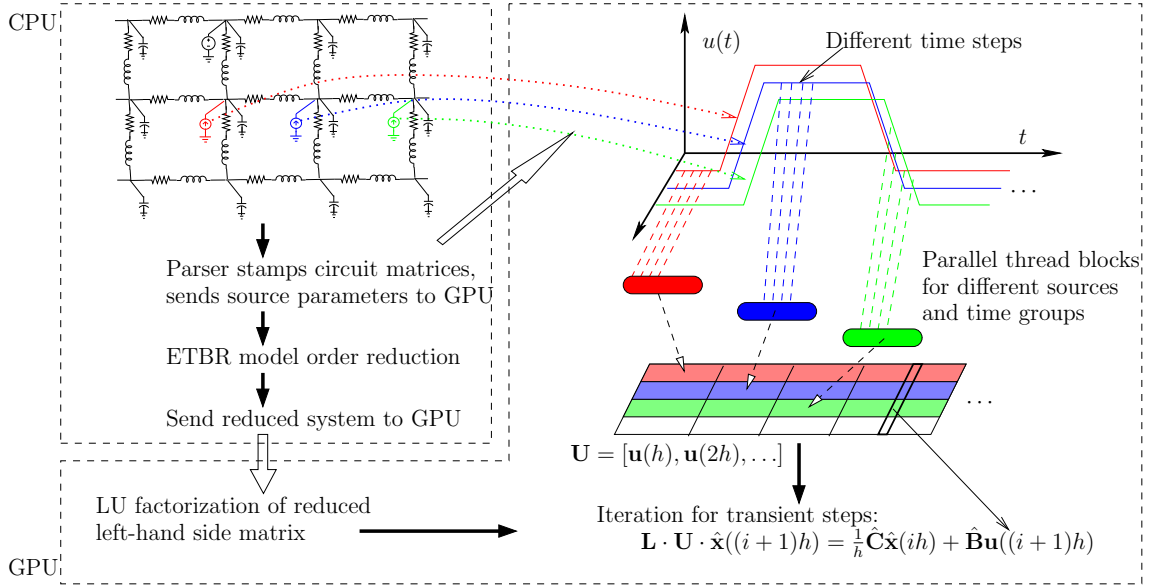 CPU
Parser stamps circuit matrices,
sends source parameters to GPU
ETBR model order reduction
Send reduced system to GPU
LU factorization of reduced
left-hand side matrix
GPU
u(t)
Different time steps
t
...
Parallel thread blocks
for different sources
and time groups
...
U = [u(h), u(2h), ...]
Iteration for transient steps:
L · U · x̂((i + 1)h) = 1/h Ĉx̂(ih) + B̂u((i + 1)h)